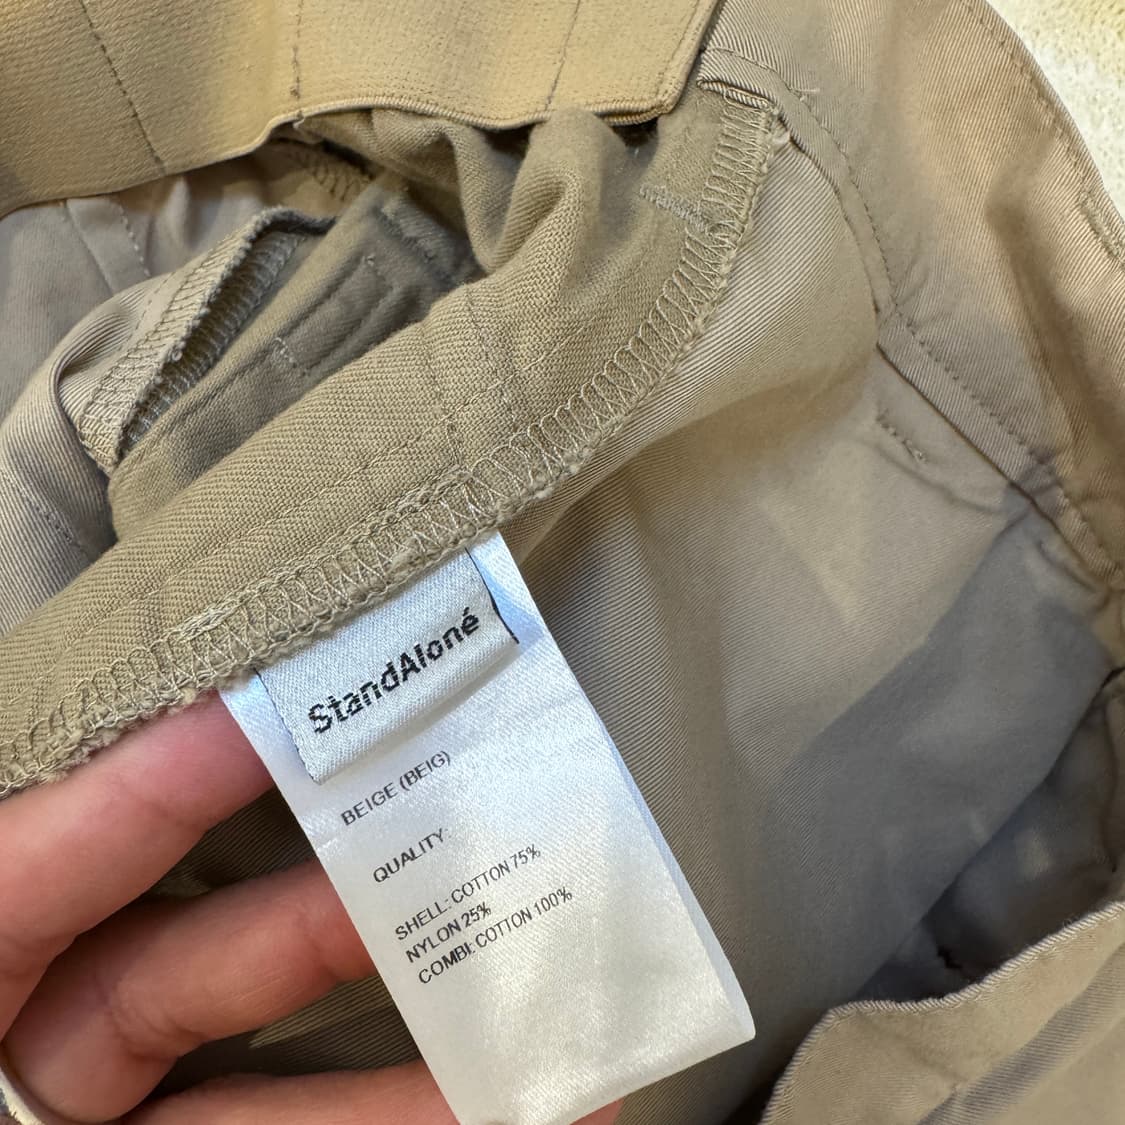 StandAloné
BEIGE (BEIG)
QUALITY:
SHELL: COTTON 75%
NYLON 25%
COMBI: COTTON 100%